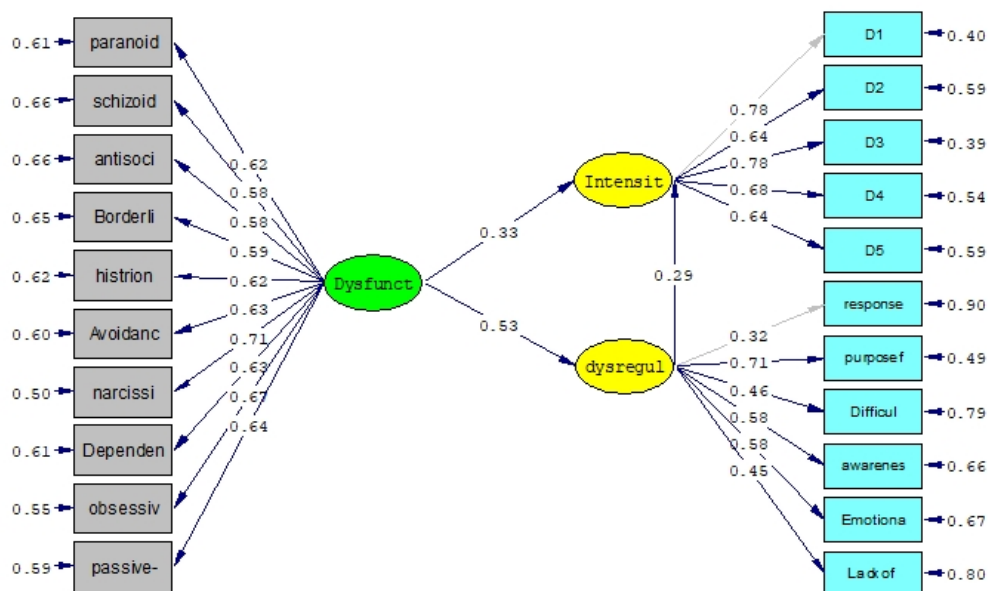 0.61 paranoid
0.66 schizoid
0.66 antisoci
0.65 Borderli
0.62 histrion
0.60 Avoidanc
0.50 narcissi
0.61 Dependen
0.55 obsessiv
0.59 passive-
0.62
0.58
0.58
0.59
0.62
0.63
0.71
0.63
0.67
0.64
Dysfunct
0.33
0.53
Intensit
0.29
dysregul
0.78
0.64
0.78
0.68
0.64
0.32
0.71
0.46
0.58
0.58
0.45
D1 0.40
D2 0.59
D3 0.39
D4 0.54
D5 0.59
response 0.90
purposef 0.49
Difficul 0.79
awarenes 0.66
Emotiona 0.67
Lack of 0.80